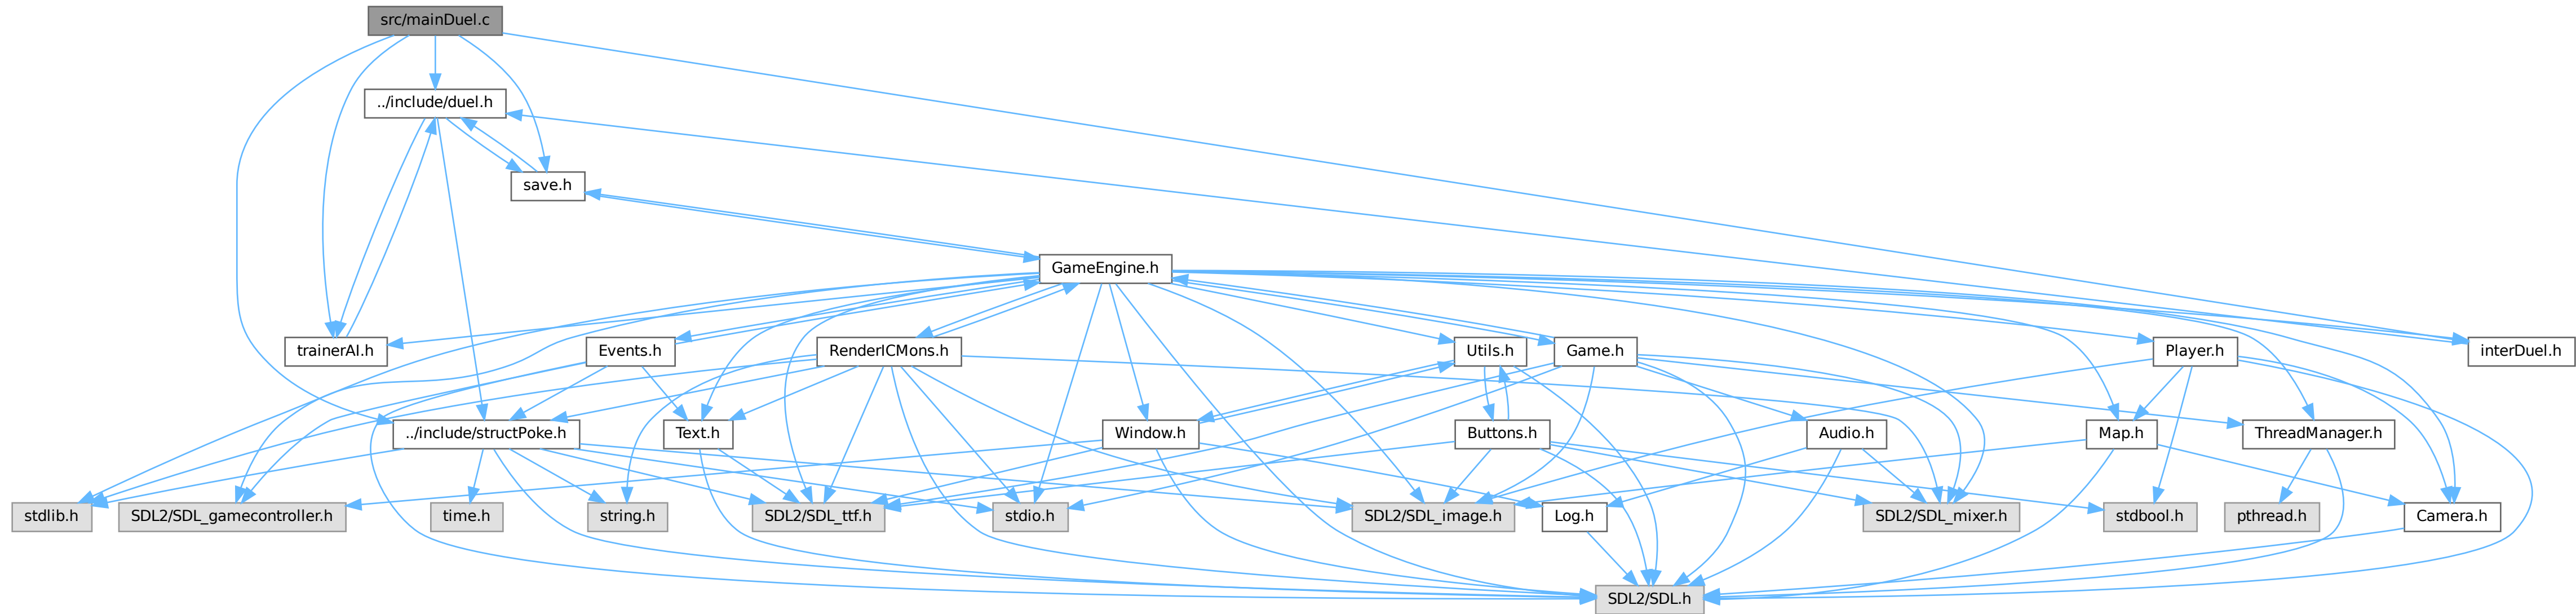 src/mainDuel.c
../include/duel.h
save.h
GameEngine.h
trainerAI.h
Events.h
RenderICMons.h
Utils.h
Game.h
Player.h
interDuel.h
../include/structPoke.h
Text.h
Window.h
Buttons.h
Audio.h
Map.h
ThreadManager.h
stdlib.h
SDL2/SDL_gamecontroller.h
time.h
string.h
SDL2/SDL_ttf.h
stdio.h
SDL2/SDL_image.h
Log.h
SDL2/SDL_mixer.h
stdbool.h
pthread.h
Camera.h
SDL2/SDL.h